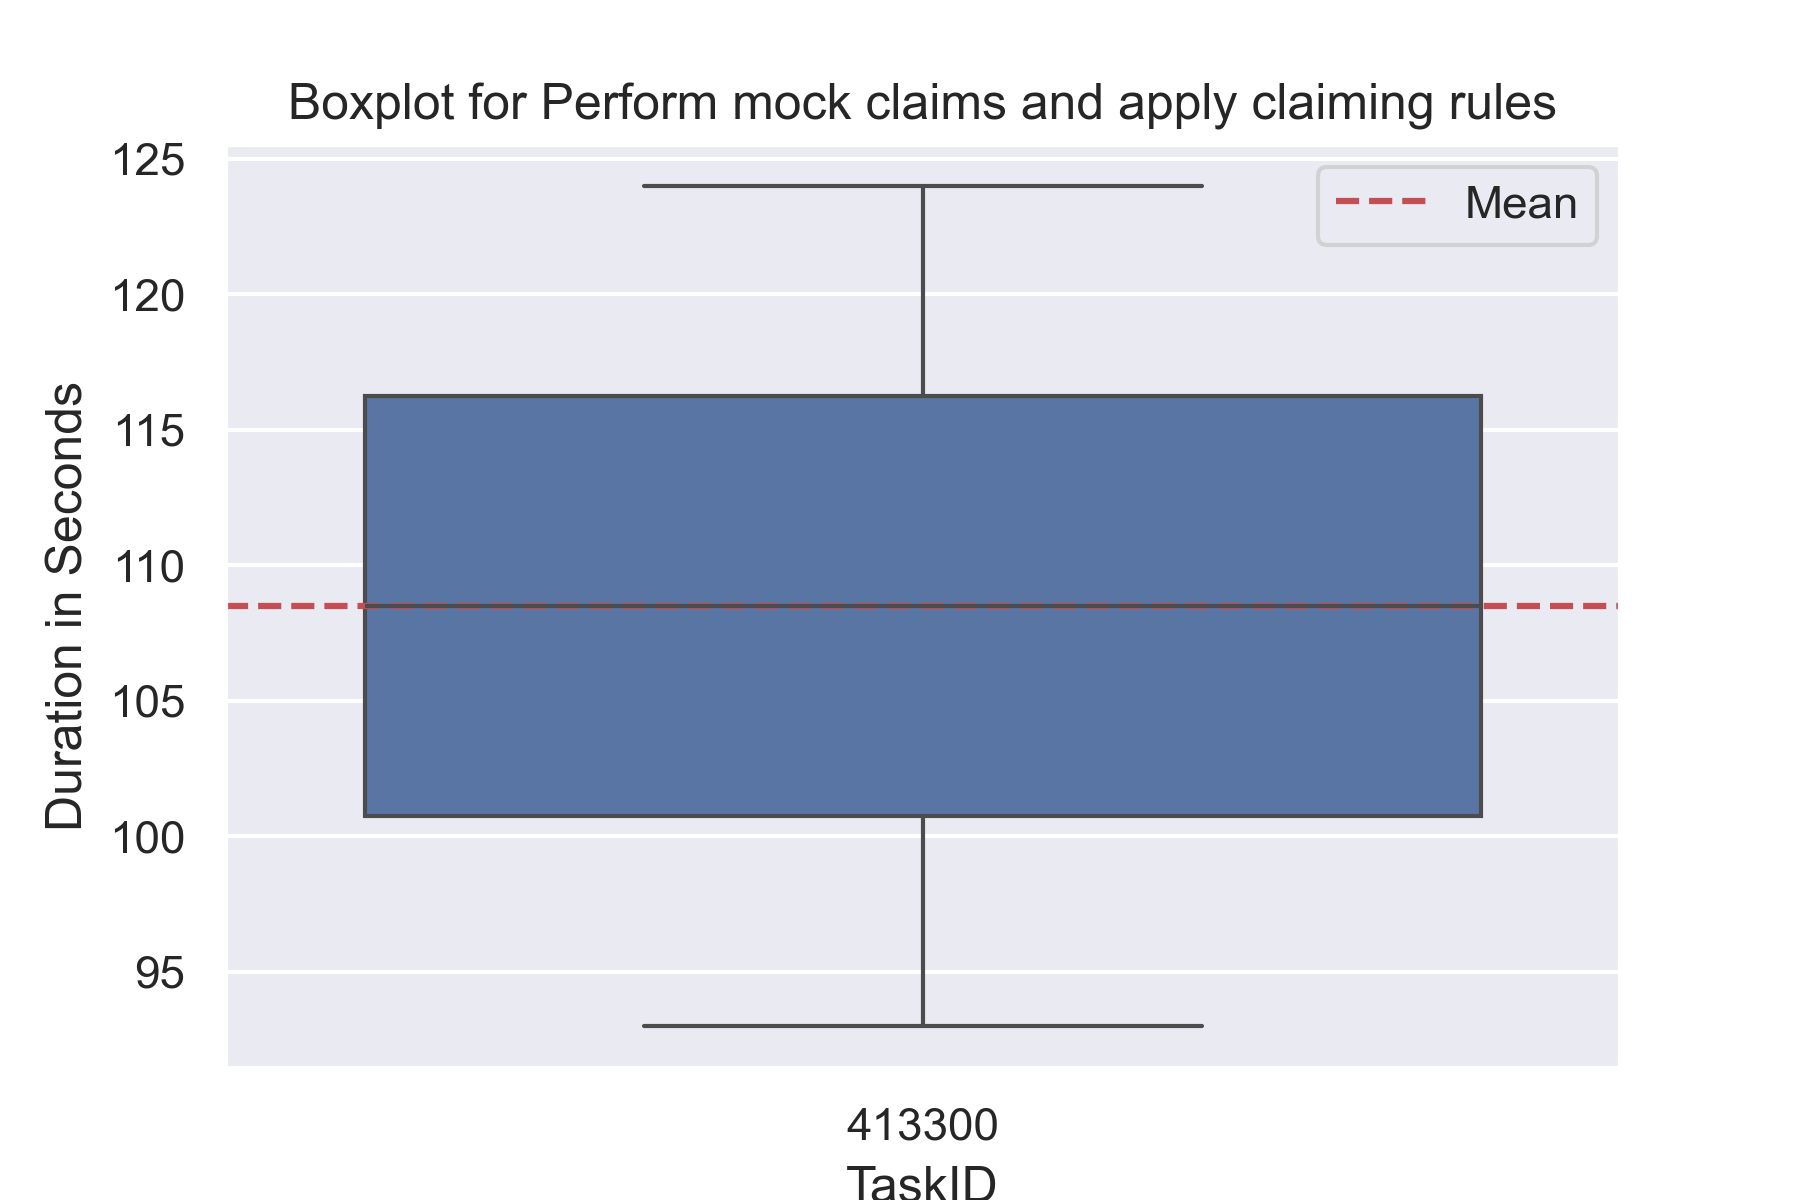 Boxplot for Perform mock claims and apply claiming rules
125
Mean
120
115
110
105
100
95
Duration in Seconds
413300
TaskID